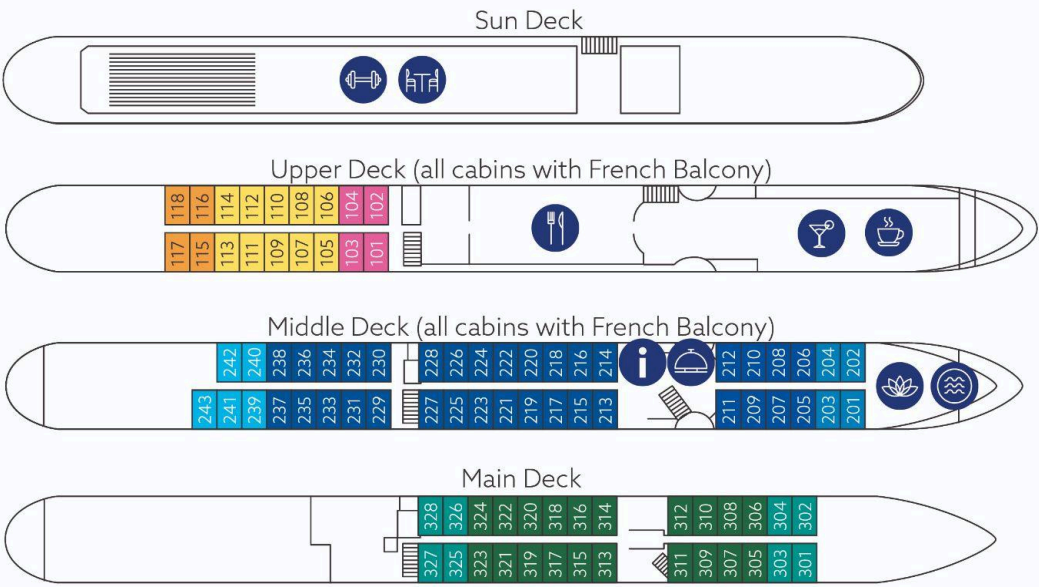 Sun Deck
Upper Deck (all cabins with French Balcony)
118 116 114 112 110 108 106 104 102
117 115 113 111 109 107 105 103 101
Middle Deck (all cabins with French Balcony)
242 240 238 236 234 232 230 228 226 224 222 220 218 216 214 i 212 210 208 206 204 202
243 241 239 237 235 233 231 229 227 225 223 221 219 217 215 213 211 209 207 205 203 201
Main Deck
328 326 324 322 320 318 316 314 312 310 308 306 304 302
327 325 323 321 319 317 315 313 311 309 307 305 303 301